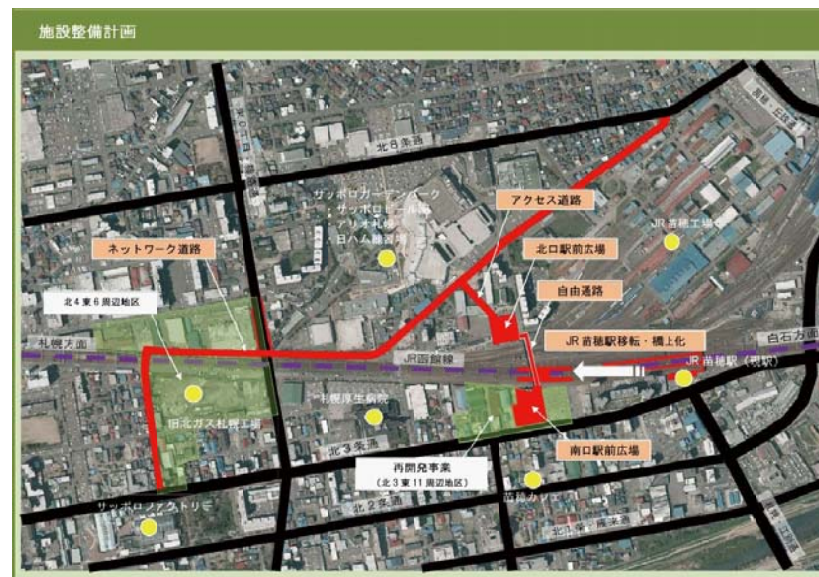 施設整備計画
北8条通
サッポロガーデンパーク
・サッポロビール園
・アリオ札幌
・日ハム練習場
アクセス道路
JR苗穂工場
ネットワーク道路
北口駅前広場
北4東6周辺地区
自由通路
札幌方面
JR函館線
JR苗穂駅移転・橋上化
白石方面
JR苗穂駅（現駅）
旧北ガス札幌工場
札幌厚生病院
北3条通
南口駅前広場
再開発事業
（北3東11周辺地区）
サッポロファクトリー
北2条通
苗穂カフェ